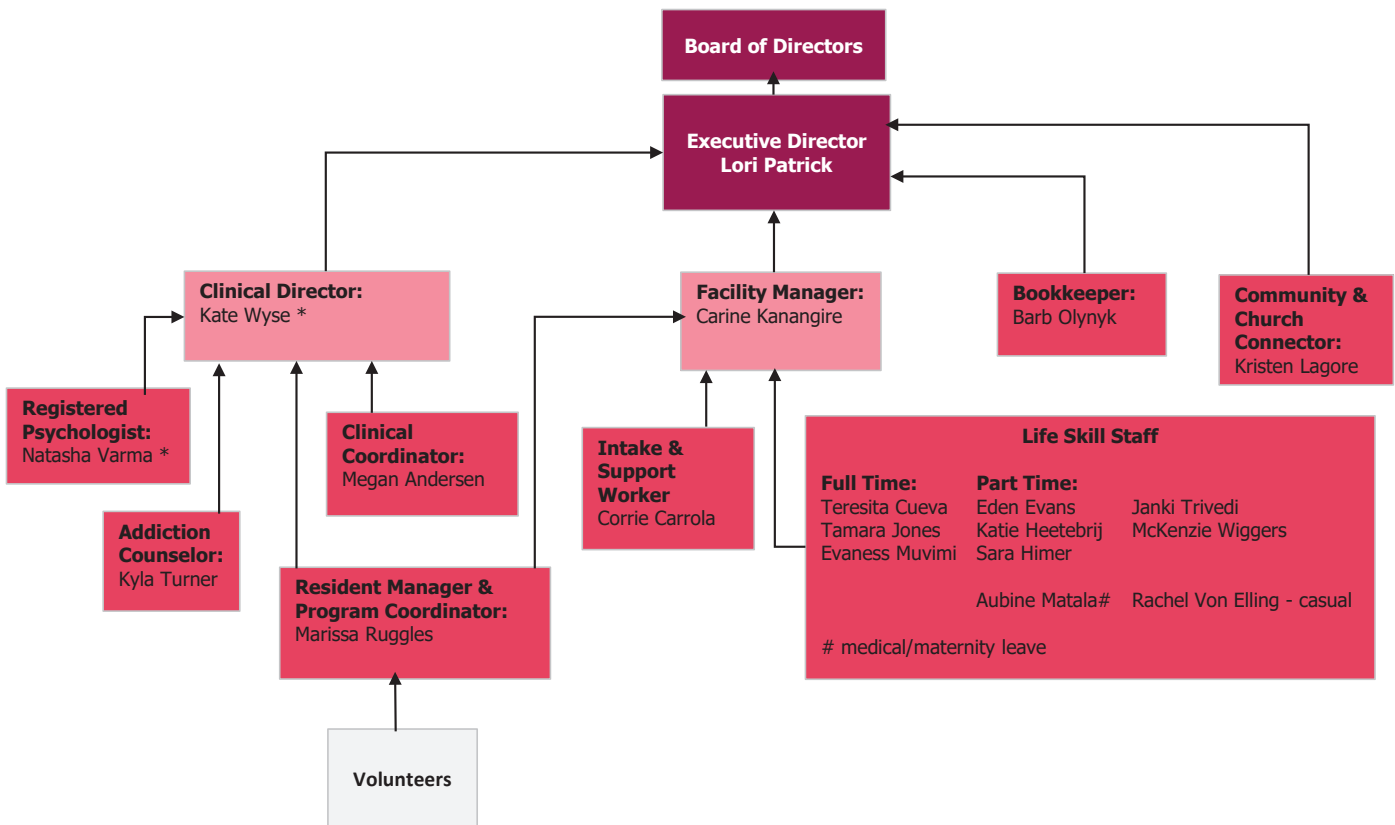 Board of Directors
Executive Director
Lori Patrick
Clinical Director:
Kate Wyse *
Facility Manager:
Carine Kanangire
Bookkeeper:
Barb Olynyk
Community &
Church
Connector:
Kristen Lagore
Registered
Psychologist:
Natasha Varma *
Clinical
Coordinator:
Megan Andersen
Addiction
Counselor:
Kyla Turner
Resident Manager &
Program Coordinator:
Marissa Ruggles
Intake &
Support
Worker
Corrie Carrola
Life Skill Staff
Full Time: Part Time:
Teresita Cueva Eden Evans Janki Trivedi
Tamara Jones Katie Heetebrij McKenzie Wiggers
Evaness Muvimi Sara Himer
Aubine Matala# Rachel Von Elling - casual
# medical/maternity leave
Volunteers